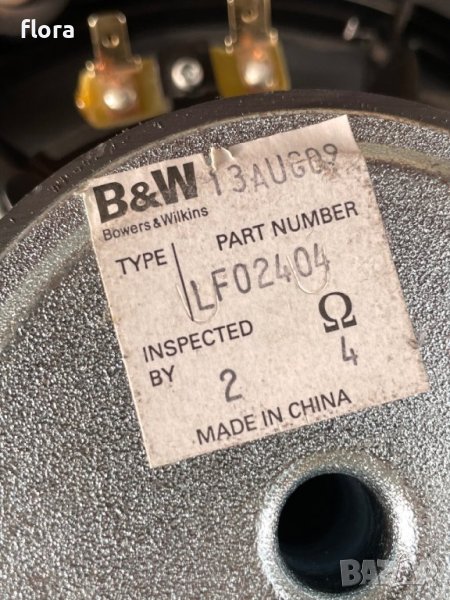 flora
B&W 13AUG09
Bowers & Wilkins
TYPE PART NUMBER
LF02404
INSPECTED Ω
BY 2 4
MADE IN CHINA